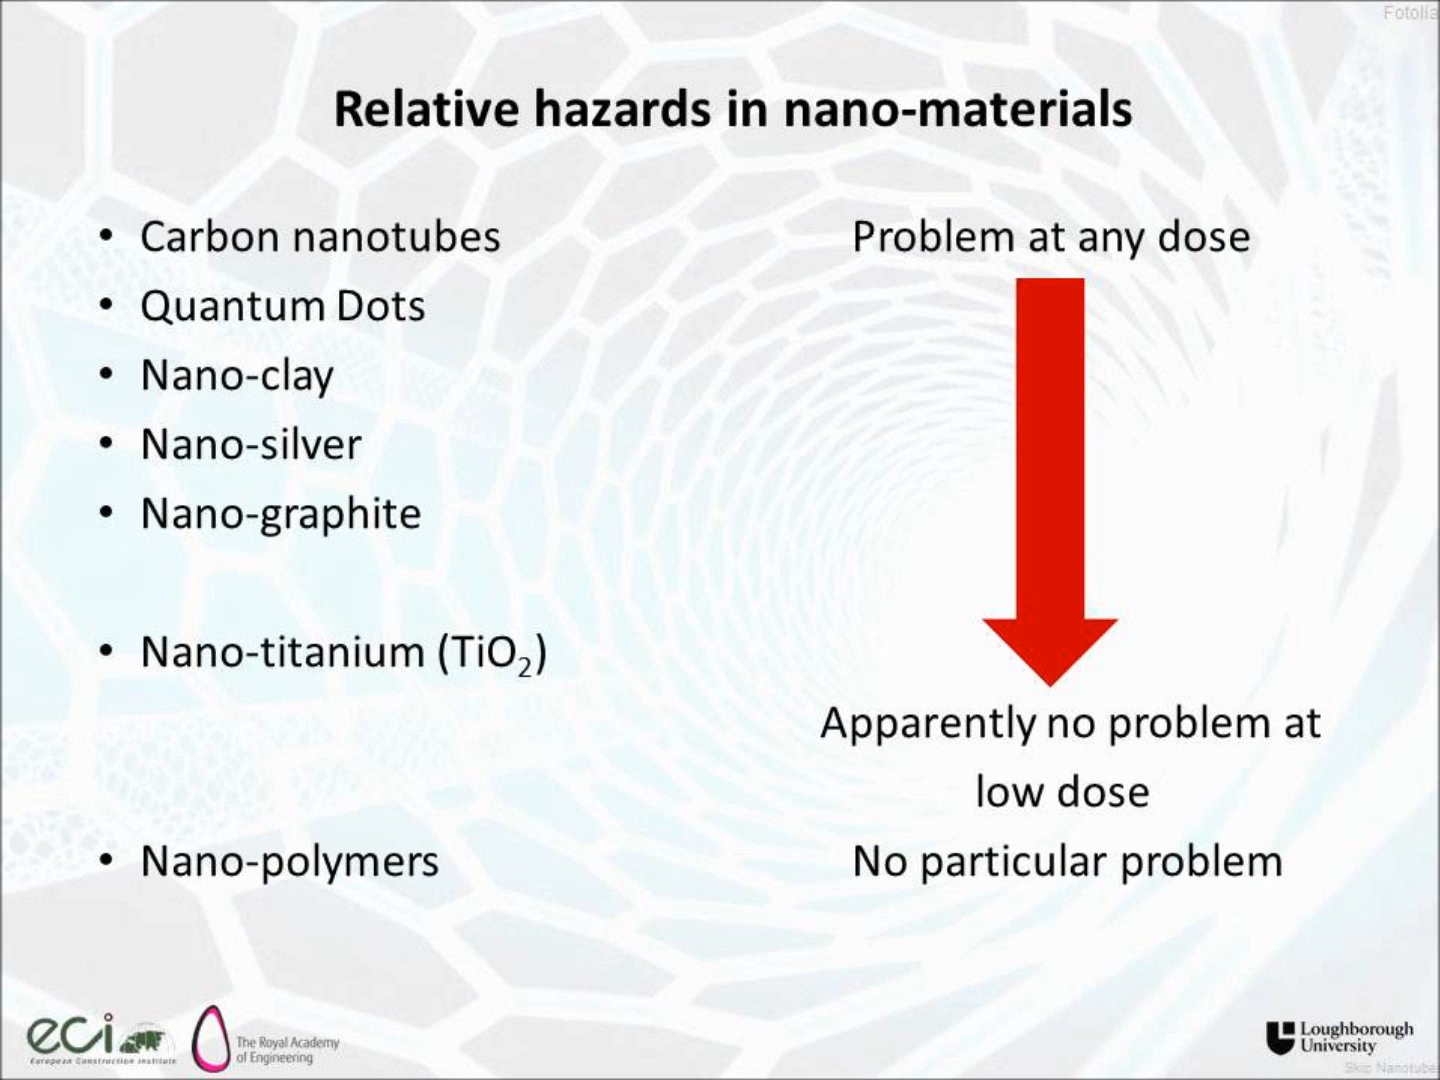 Fotolia
Relative hazards in nano-materials
• Carbon nanotubes Problem at any dose
• Quantum Dots
• Nano-clay
• Nano-silver
• Nano-graphite
• Nano-titanium (TiO₂)
Apparently no problem at
low dose
• Nano-polymers No particular problem
eci
European Construction Institute
The Royal Academy
of Engineering
Loughborough
University
Skip Nanotube